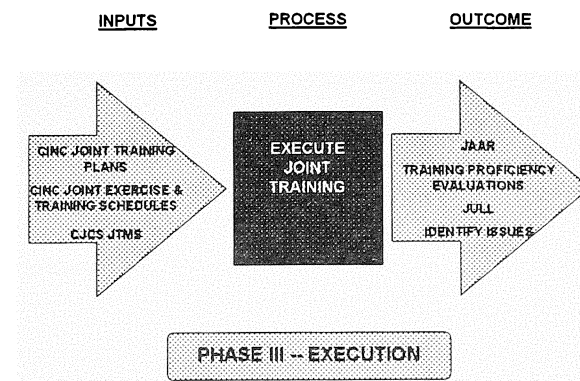 INPUTS
PROCESS
OUTCOME
CINC JOINT TRAINING
PLANS
CINC JOINT EXERCISE &
TRAINING SCHEDULES
CJCS JTMS
EXECUTE
JOINT
TRAINING
JAAR
TRAINING PROFICIENCY
EVALUATIONS
JULL
IDENTIFY ISSUES
PHASE III -- EXECUTION